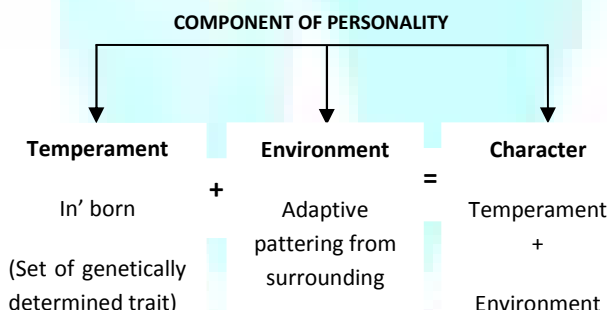 COMPONENT OF PERSONALITY
Temperament
In' born
(Set of genetically
determined trait)
+
Environment
Adaptive
pattering from
surrounding
=
Character
Temperament
+
Environment